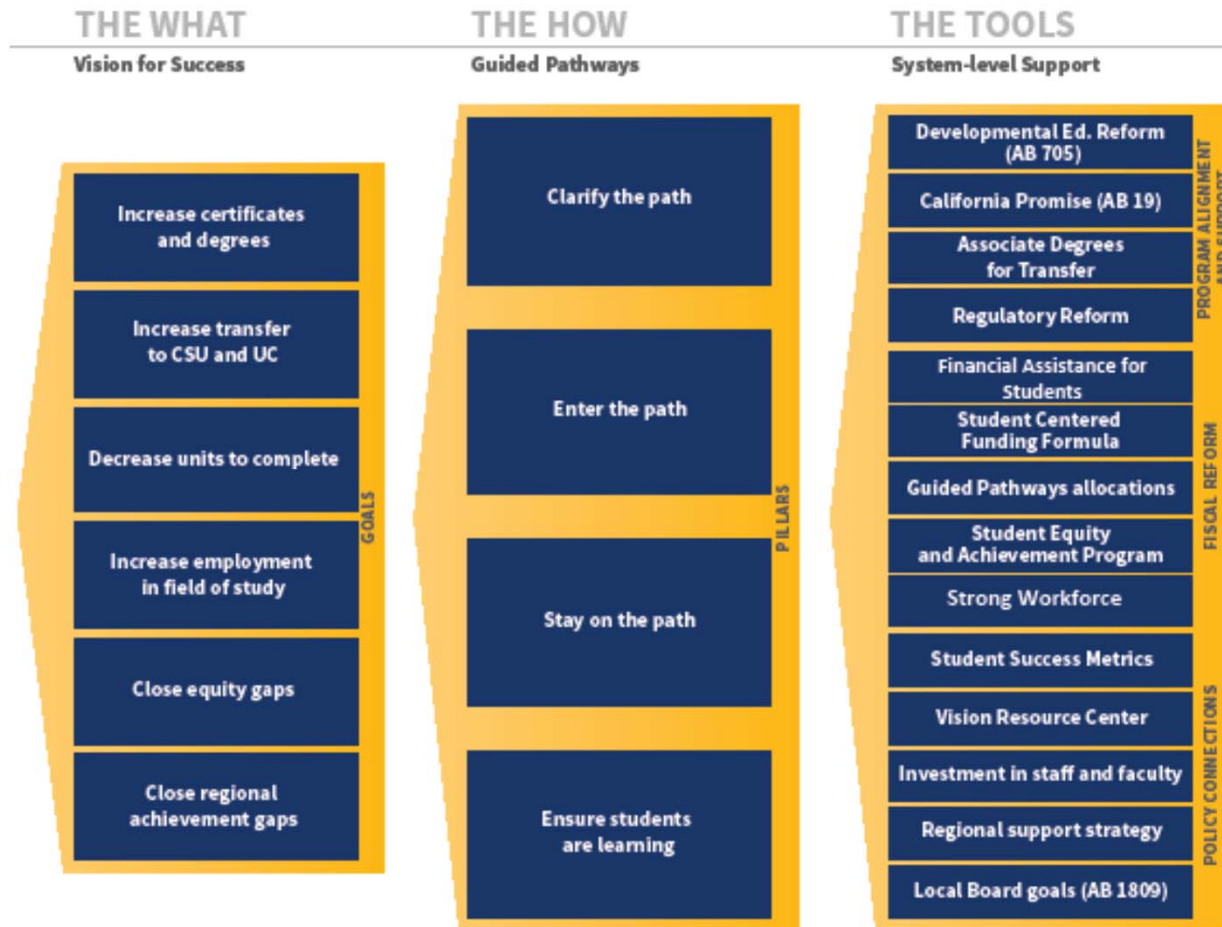 THE WHAT
Vision for Success
Increase certificates
and degrees
Increase transfer
to CSU and UC
Decrease units to complete
Increase employment
in field of study
Close equity gaps
Close regional
achievement gaps
GOALS
THE HOW
Guided Pathways
Clarify the path
Enter the path
Stay on the path
Ensure students
are learning
PILLARS
THE TOOLS
System-level Support
Developmental Ed. Reform
(AB 705)
California Promise (AB 19)
Associate Degrees
for Transfer
Regulatory Reform
PROGRAM ALIGNMENT
AND SUPPORT
Financial Assistance for
Students
Student Centered
Funding Formula
Guided Pathways allocations
Student Equity
and Achievement Program
Strong Workforce
FISCAL REFORM
Student Success Metrics
Vision Resource Center
Investment in staff and faculty
Regional support strategy
Local Board goals (AB 1809)
POLICY CONNECTIONS